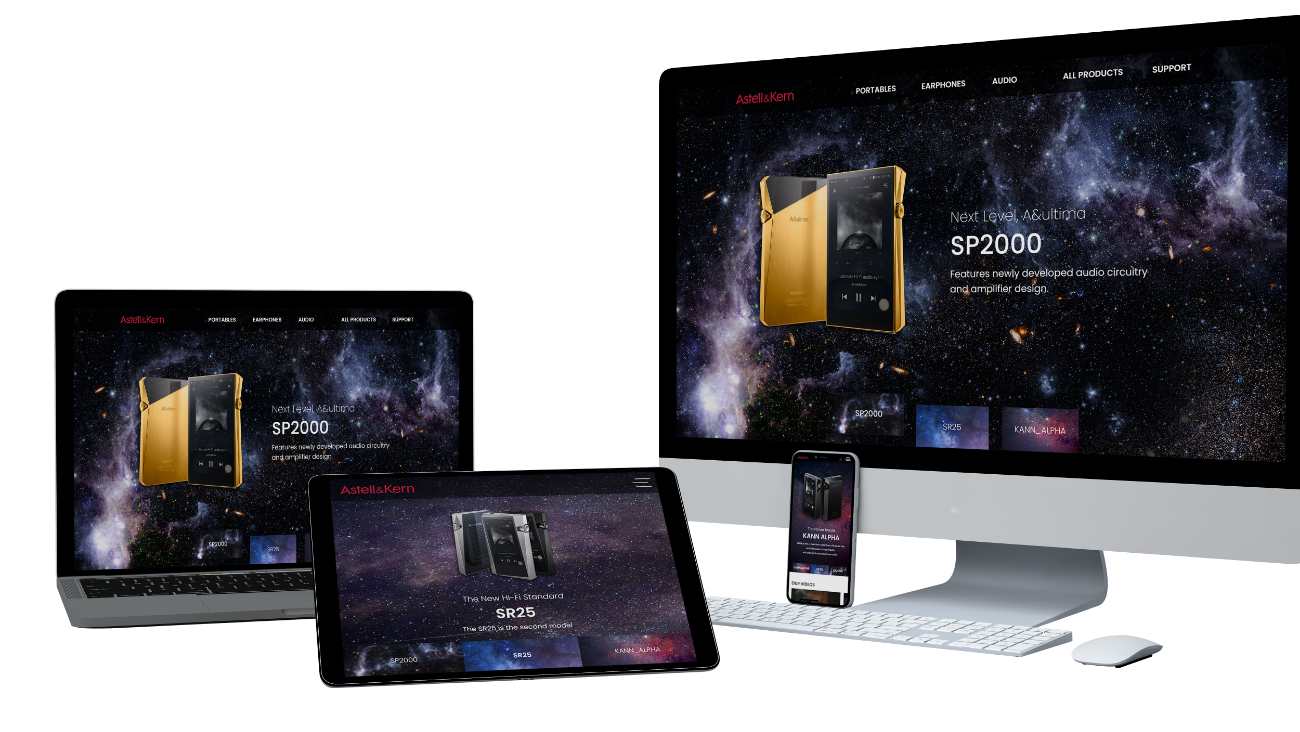 Astell&Kern
PORTABLES
EARPHONES
AUDIO
ALL PRODUCTS
SUPPORT
A&ultima
Next Level, A&ultima
SP2000
Features newly developed audio circuitry
and amplifier design.
SP2000
SR25
KANN_ALPHA
Astell&Kern
PORTABLES
EARPHONES
AUDIO
ALL PRODUCTS
SUPPORT
Next Level, A&ultima
SP2000
Features newly developed audio circuitry
and amplifier design.
SP2000
SR25
Astell&Kern
The New Hi-Fi Standard
SR25
The SR25 is the second model
SP2000
SR25
KANN_ALPHA
KANN ALPHA
OUR VIDEOS